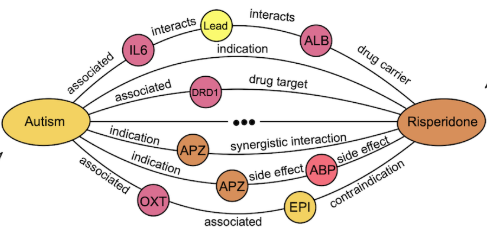 interacts
Lead
interacts
IL6
ALB
associated
indication
drug carrier
associated
DRD1
drug target
Autism
•••
Risperidone
indication
APZ
synergistic interaction
indication
APZ
side effect
ABP
side effect
associated
OXT
associated
EPI
contraindication